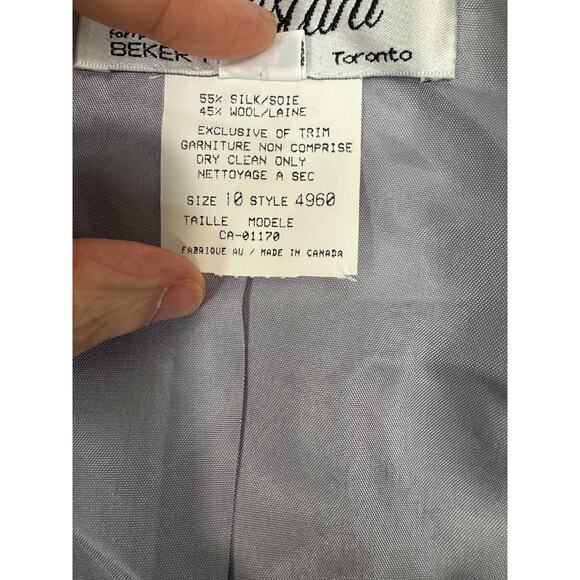 BEKER
Toronto
55% SILK/SOIE
45% WOOL/LAINE
EXCLUSIVE OF TRIM
GARNITURE NON COMPRISE
DRY CLEAN ONLY
NETTOYAGE A SEC
SIZE 10 STYLE 4960
TAILLE MODELE
CA-01170
FABRIQUE AU / MADE IN CANADA